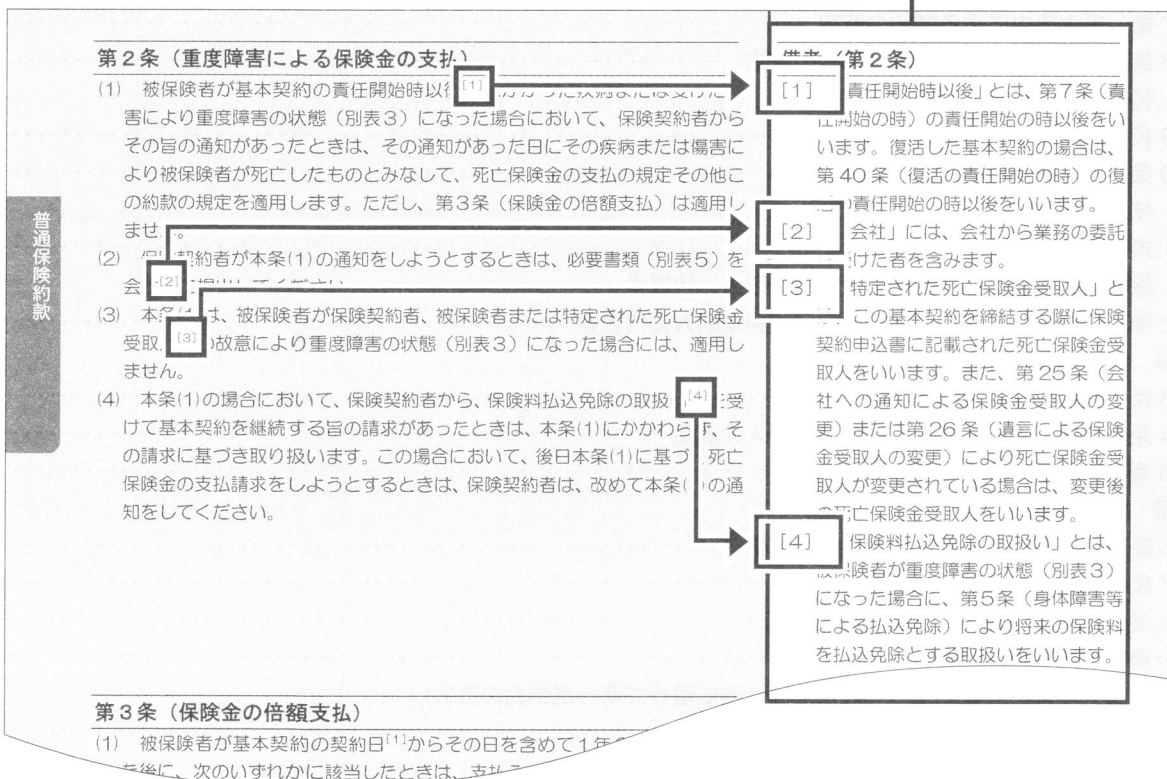 第2条（重度障害による保険金の支払）
(1) 被保険者が基本契約の責任開始時以後[1]
害により重度障害の状態（別表3）になった場合において、保険契約者から
その旨の通知があったときは、その通知があった日にその疾病または傷害に
より被保険者が死亡したものとみなして、死亡保険金の支払の規定その他こ
の約款の規定を適用します。ただし、第3条（保険金の倍額支払）は適用し
ません。
(2) 保険契約者が本条(1)の通知をしようとするときは、必要書類（別表5）を
会[2]
(3) 本条(1)は、被保険者が保険契約者、被保険者または特定された死亡保険金
受取人[3]の故意により重度障害の状態（別表3）になった場合には、適用し
ません。
(4) 本条(1)の場合において、保険契約者から、保険料払込免除の取扱[4]を受
けて基本契約を継続する旨の請求があったときは、本条(1)にかかわらず、そ
の請求に基づき取り扱います。この場合において、後日本条(1)に基づ 死亡
保険金の支払請求をしようとするときは、保険契約者は、改めて本条(1)の通
知をしてください。
第3条（保険金の倍額支払）
(1) 被保険者が基本契約の契約日[1]からその日を含めて1年
た後に、次のいずれかに該当したときは、支払
備考（第2条）
[1] 責任開始時以後」とは、第7条（責
任開始の時）の責任開始の時以後をい
います。復活した基本契約の場合は、
第40条（復活の責任開始の時）の復
活の責任開始の時以後をいいます。
[2] 会社」には、会社から業務の委託
を受けた者を含みます。
[3] 特定された死亡保険金受取人」と
は、この基本契約を締結する際に保険
契約申込書に記載された死亡保険金受
取人をいいます。また、第25条（会
社への通知による保険金受取人の変
更）または第26条（遺言による保険
金受取人の変更）により死亡保険金受
取人が変更されている場合は、変更後
の死亡保険金受取人をいいます。
[4] 保険料払込免除の取扱い」とは、
被保険者が重度障害の状態（別表3）
になった場合に、第5条（身体障害等
による払込免除）により将来の保険料
を払込免除とする取扱いをいいます。
普通保険約款